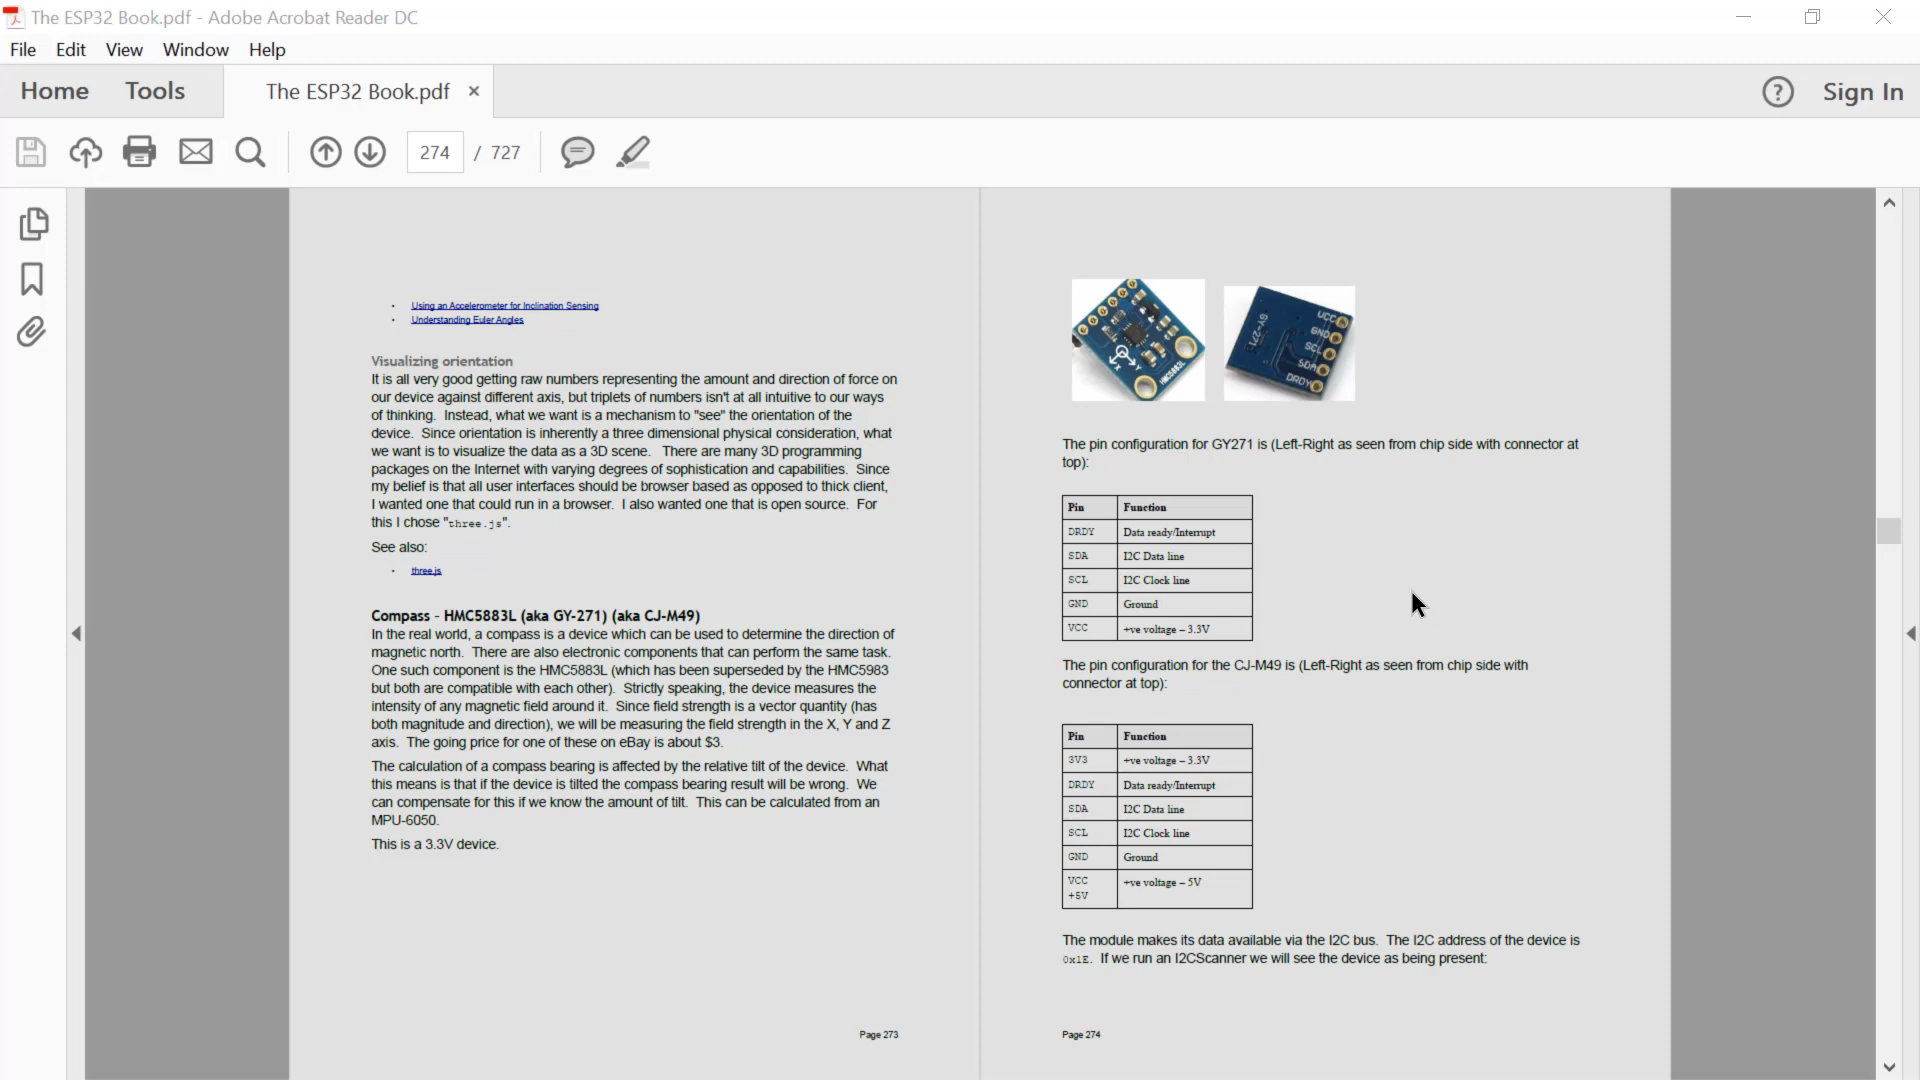 The ESP32 Book.pdf - Adobe Acrobat Reader DC
File Edit View Window Help
Home Tools The ESP32 Book.pdf × ? Sign In
274 / 727
• Using an Accelerometer for Inclination Sensing
• Understanding Euler Angles
Visualizing orientation
It is all very good getting raw numbers representing the amount and direction of force on
our device against different axis, but triplets of numbers isn't at all intuitive to our ways
of thinking. Instead, what we want is a mechanism to "see" the orientation of the
device. Since orientation is inherently a three dimensional physical consideration, what
we want is to visualize the data as a 3D scene. There are many 3D programming
packages on the Internet with varying degrees of sophistication and capabilities. Since
my belief is that all user interfaces should be browser based as opposed to thick client,
I wanted one that could run in a browser. I also wanted one that is open source. For
this I chose "three.js".
See also:
• three.js
Compass - HMC5883L (aka GY-271) (aka CJ-M49)
In the real world, a compass is a device which can be used to determine the direction of
magnetic north. There are also electronic components that can perform the same task.
One such component is the HMC5883L (which has been superseded by the HMC5983
but both are compatible with each other). Strictly speaking, the device measures the
intensity of any magnetic field around it. Since field strength is a vector quantity (has
both magnitude and direction), we will be measuring the field strength in the X, Y and Z
axis. The going price for one of these on eBay is about $3.
The calculation of a compass bearing is affected by the relative tilt of the device. What
this means is that if the device is tilted the compass bearing result will be wrong. We
can compensate for this if we know the amount of tilt. This can be calculated from an
MPU-6050.
This is a 3.3V device.
Page 273
X Y
HMC5883L
GY-271
VCC
GND
SCL
SDA
DRDY
The pin configuration for GY271 is (Left-Right as seen from chip side with connector at
top):
Pin Function
DRDY Data ready/Interrupt
SDA I2C Data line
SCL I2C Clock line
GND Ground
VCC +ve voltage – 3.3V
The pin configuration for the CJ-M49 is (Left-Right as seen from chip side with
connector at top):
Pin Function
3V3 +ve voltage – 3.3V
DRDY Data ready/Interrupt
SDA I2C Data line
SCL I2C Clock line
GND Ground
VCC +ve voltage – 5V
+5V
The module makes its data available via the I2C bus. The I2C address of the device is
0x1E. If we run an I2CScanner we will see the device as being present:
Page 274